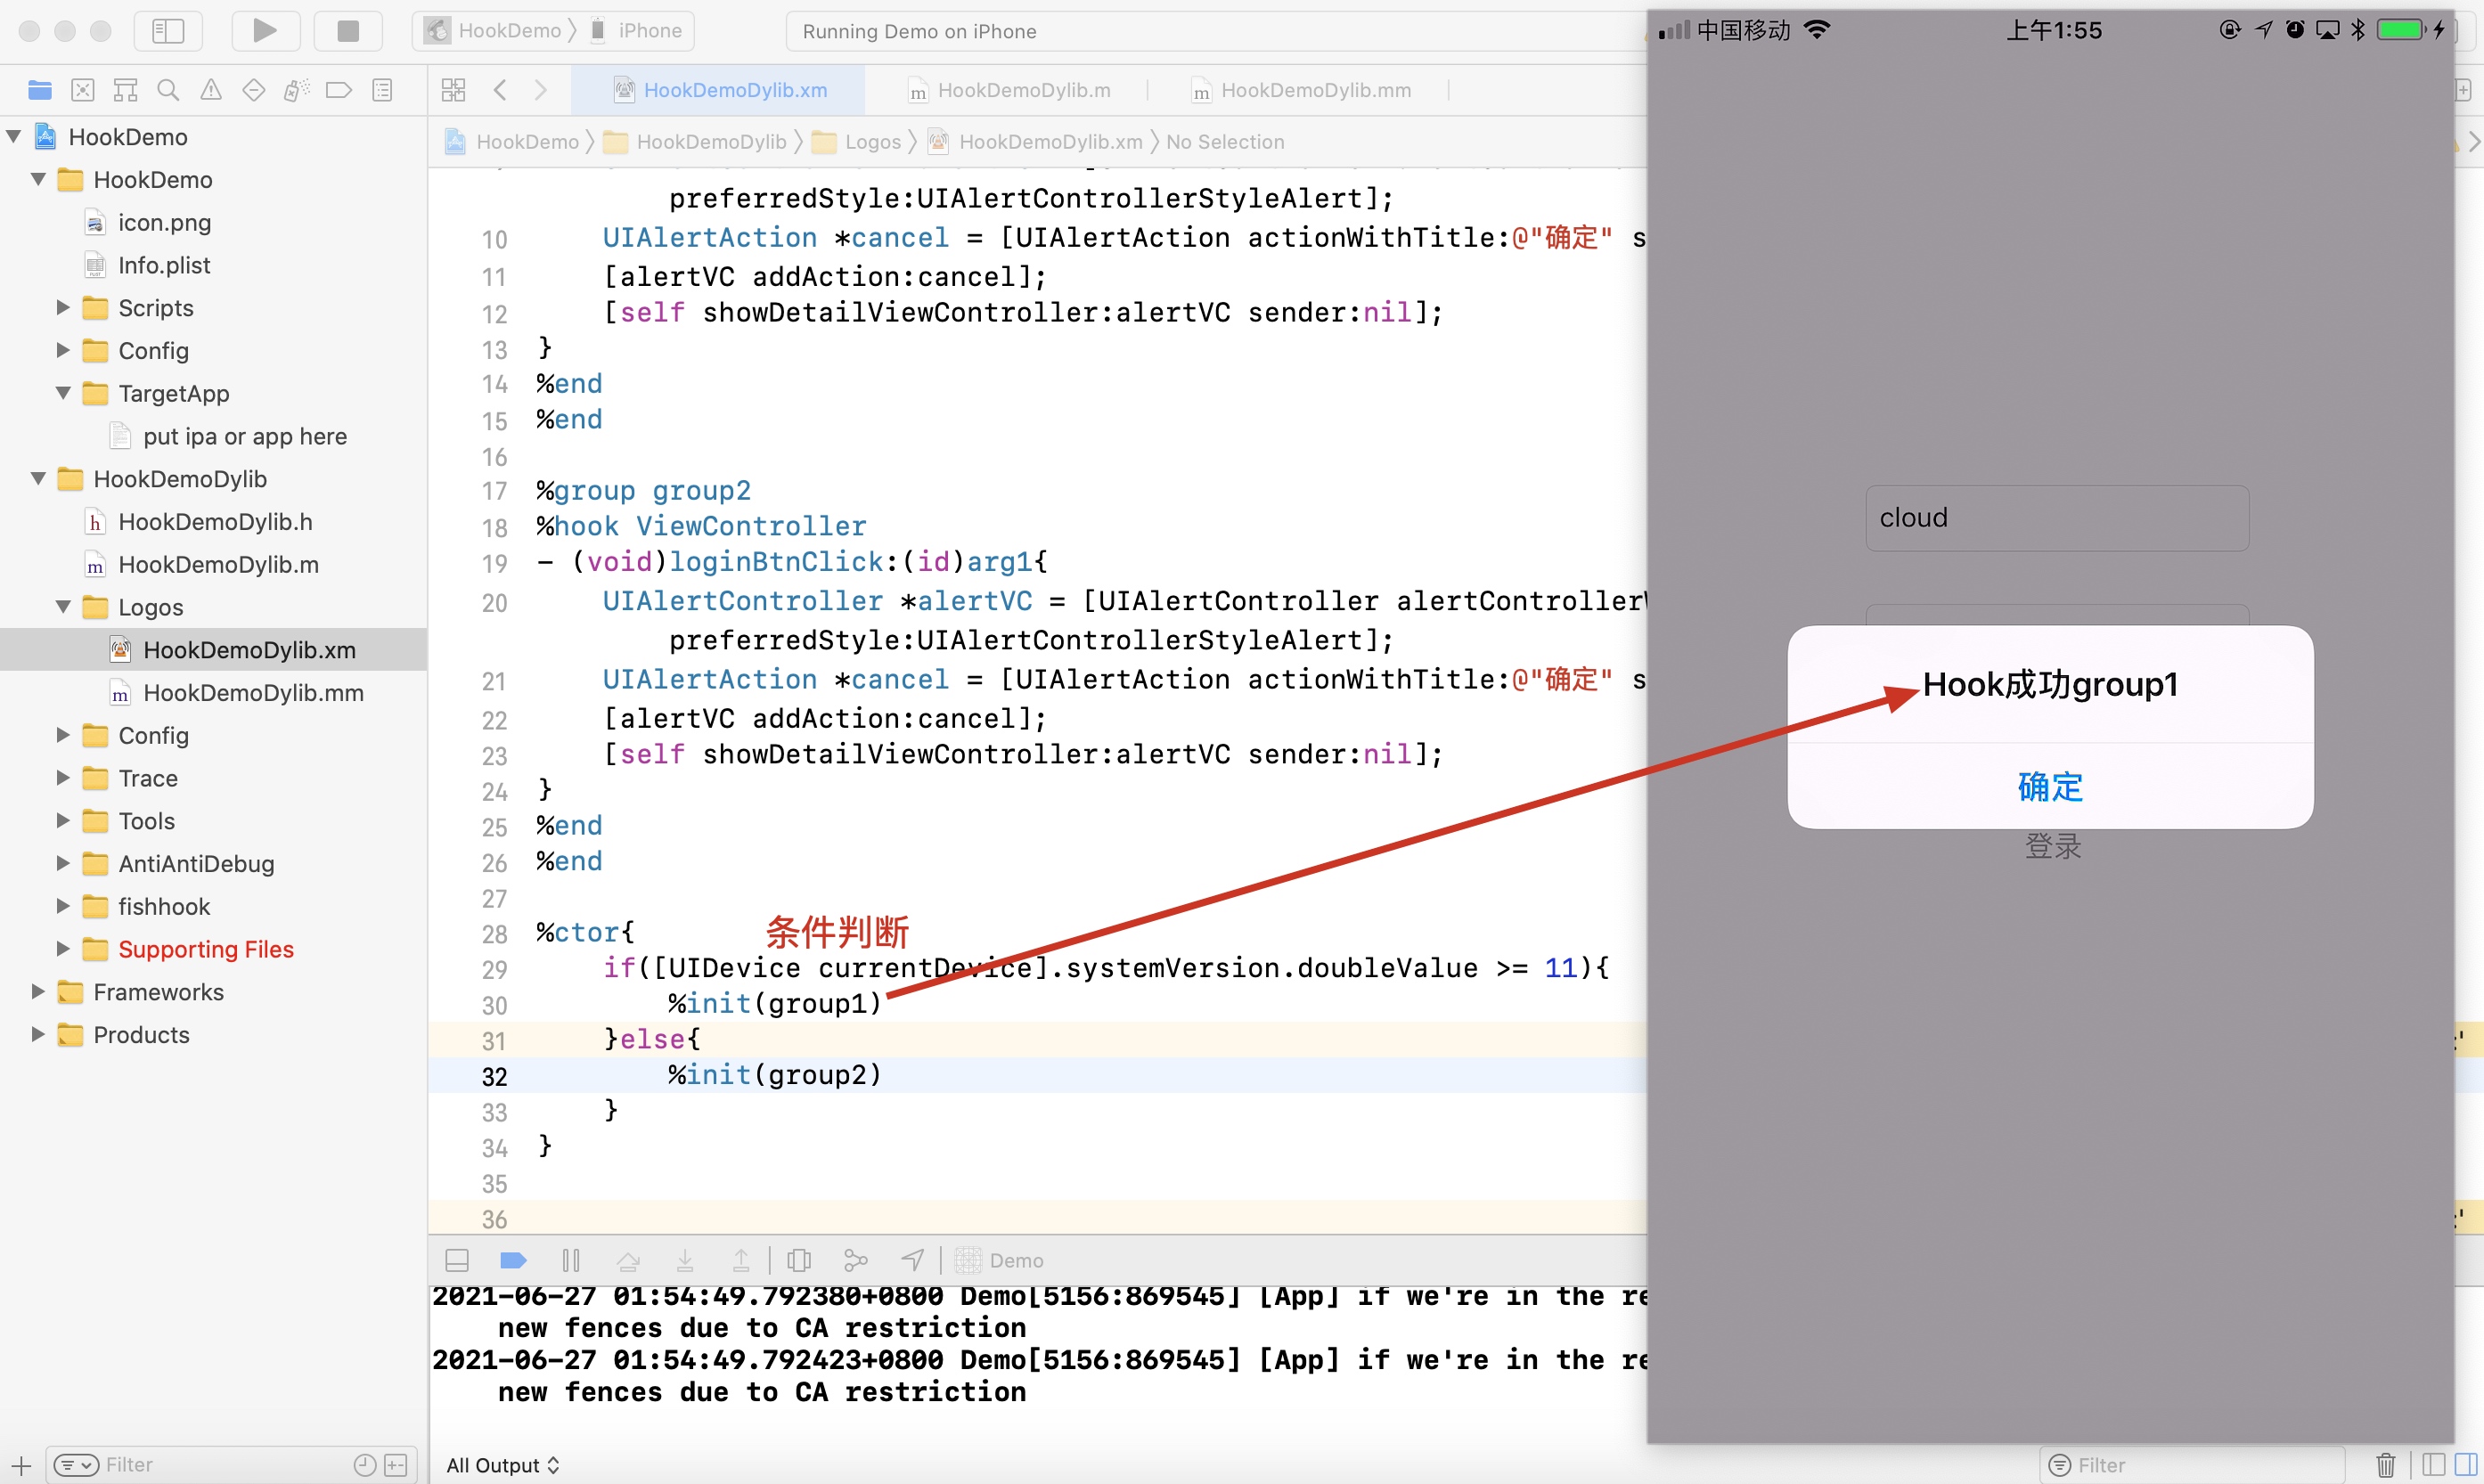 HookDemo 〉 iPhone
Running Demo on iPhone
中国移动
上午1:55
HookDemoDylib.xm
HookDemoDylib.m
HookDemoDylib.mm
HookDemo 〉 HookDemoDylib 〉 Logos 〉 HookDemoDylib.xm 〉 No Selection
HookDemo
HookDemo
icon.png
Info.plist
Scripts
Config
TargetApp
put ipa or app here
HookDemoDylib
HookDemoDylib.h
HookDemoDylib.m
Logos
HookDemoDylib.xm
HookDemoDylib.mm
Config
Trace
Tools
AntiAntiDebug
fishhook
Supporting Files
Frameworks
Products
Filter
preferredStyle:UIAlertControllerStyleAlert];
10 UIAlertAction *cancel = [UIAlertAction actionWithTitle:@"确定" s
11 [alertVC addAction:cancel];
12 [self showDetailViewController:alertVC sender:nil];
13 }
14 %end
15 %end
16
17 %group group2
18 %hook ViewController
19 - (void)loginBtnClick:(id)arg1{
20 UIAlertController *alertVC = [UIAlertController alertController
preferredStyle:UIAlertControllerStyleAlert];
21 UIAlertAction *cancel = [UIAlertAction actionWithTitle:@"确定" s
22 [alertVC addAction:cancel];
23 [self showDetailViewController:alertVC sender:nil];
24 }
25 %end
26 %end
27
28 %ctor{
条件判断
29 if([UIDevice currentDevice].systemVersion.doubleValue >= 11){
30 %init(group1)
31 }else{
32 %init(group2)
33 }
34 }
35
36
Demo
2021-06-27 01:54:49.792380+0800 Demo[5156:869545] [App] if we're in the re
new fences due to CA restriction
2021-06-27 01:54:49.792423+0800 Demo[5156:869545] [App] if we're in the re
new fences due to CA restriction
All Output
Filter
cloud
Hook成功group1
确定
登录